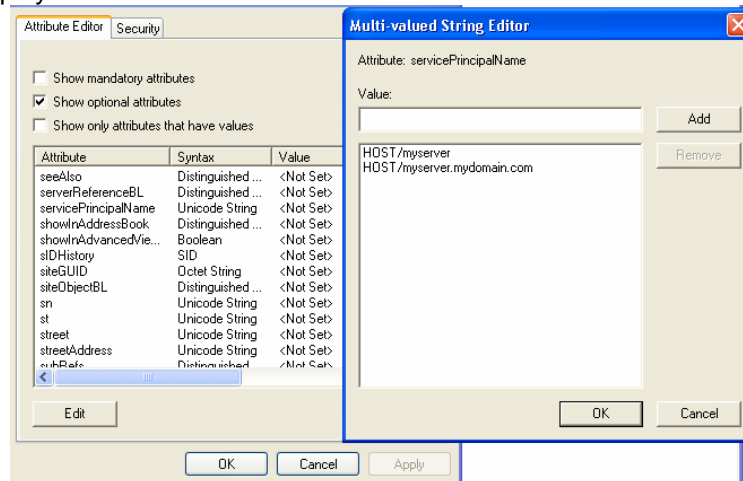 Attribute Editor Security
Show mandatory attributes
Show optional attributes
Show only attributes that have values
Attribute Syntax Value
seeAlso Distinguished ... <Not Set>
serverReferenceBL Distinguished ... <Not Set>
servicePrincipalName Unicode String <Not Set>
showInAddressBook Distinguished ... <Not Set>
showInAdvancedVie... Boolean <Not Set>
sIDHistory SID <Not Set>
siteGUID Octet String <Not Set>
siteObjectBL Distinguished ... <Not Set>
sn Unicode String <Not Set>
st Unicode String <Not Set>
street Unicode String <Not Set>
streetAddress Unicode String <Not Set>
subRefs Distinguished <Not Set>
Edit
OK Cancel Apply
Multi-valued String Editor
Attribute: servicePrincipalName
Value:
Add
HOST/myserver
HOST/myserver.mydomain.com
Remove
OK Cancel